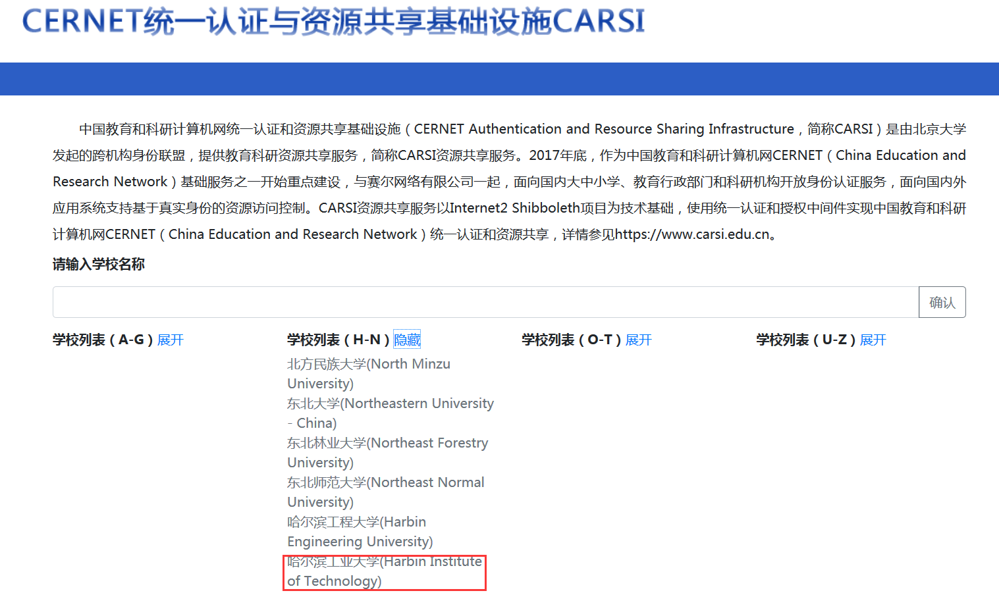 CERNET统一认证与资源共享基础设施CARSI
中国教育和科研计算机网统一认证和资源共享基础设施（CERNET Authentication and Resource Sharing Infrastructure，简称CARSI）是由北京大学
发起的跨机构身份联盟，提供教育科研资源共享服务，简称CARSI资源共享服务。2017年底，作为中国教育和科研计算机网CERNET（China Education and
Research Network）基础服务之一开始重点建设，与赛尔网络有限公司一起，面向国内大中小学、教育行政部门和科研机构开放身份认证服务，面向国内外
应用系统支持基于真实身份的资源访问控制。CARSI资源共享服务以Internet2 Shibboleth项目为技术基础，使用统一认证和授权中间件实现中国教育和科研
计算机网CERNET（China Education and Research Network）统一认证和资源共享，详情参见https://www.carsi.edu.cn。
请输入学校名称
确认
学校列表（A-G）展开
学校列表（H-N）隐藏
北方民族大学(North Minzu
University)
东北大学(Northeastern University
- China)
东北林业大学(Northeast Forestry
University)
东北师范大学(Northeast Normal
University)
哈尔滨工程大学(Harbin
Engineering University)
哈尔滨工业大学(Harbin Institute
of Technology)
学校列表（O-T）展开
学校列表（U-Z）展开